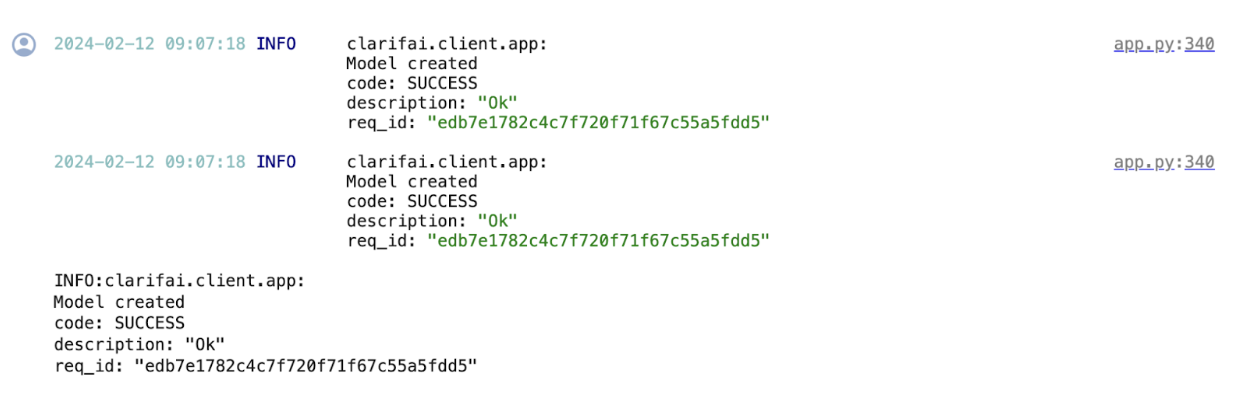 2024-02-12 09:07:18 INFO clarifai.client.app: app.py:340
Model created
code: SUCCESS
description: "Ok"
req_id: "edb7e1782c4c7f720f71f67c55a5fdd5"
2024-02-12 09:07:18 INFO clarifai.client.app: app.py:340
Model created
code: SUCCESS
description: "Ok"
req_id: "edb7e1782c4c7f720f71f67c55a5fdd5"
INFO:clarifai.client.app:
Model created
code: SUCCESS
description: "Ok"
req_id: "edb7e1782c4c7f720f71f67c55a5fdd5"